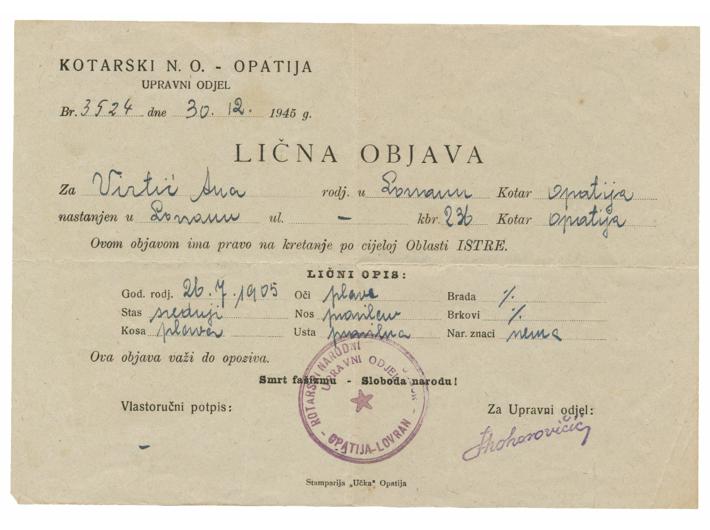 KOTARSKI N. O. - OPATIJA
UPRAVNI ODJEL
Br. 3524 dne 30. 12. 1945 g.
LIČNA OBJAVA
Za Virtić Ana rodj. u Lovranu Kotar Opatija
nastanjen u Lovranu ul. - kbr. 236 Kotar Opatija
Ovom objavom ima pravo na kretanje po cijeloj Oblasti ISTRE.
LIČNI OPIS:
God. rodj. 26.7.1905 Oči plave Brada %
Stas srednji Nos pravilan Brkovi %
Kosa plava Usta pravilna Nar. znaci nema
Ova objava važi do opoziva.
Smrt fašizmu - Sloboda narodu!
Vlastoručni potpis: Za Upravni odjel:
-
KOTARSKI NARODNI
UPRAVNI ODJEL
OPATIJA-LOVRAN
Stamparija „Učka" Opatija